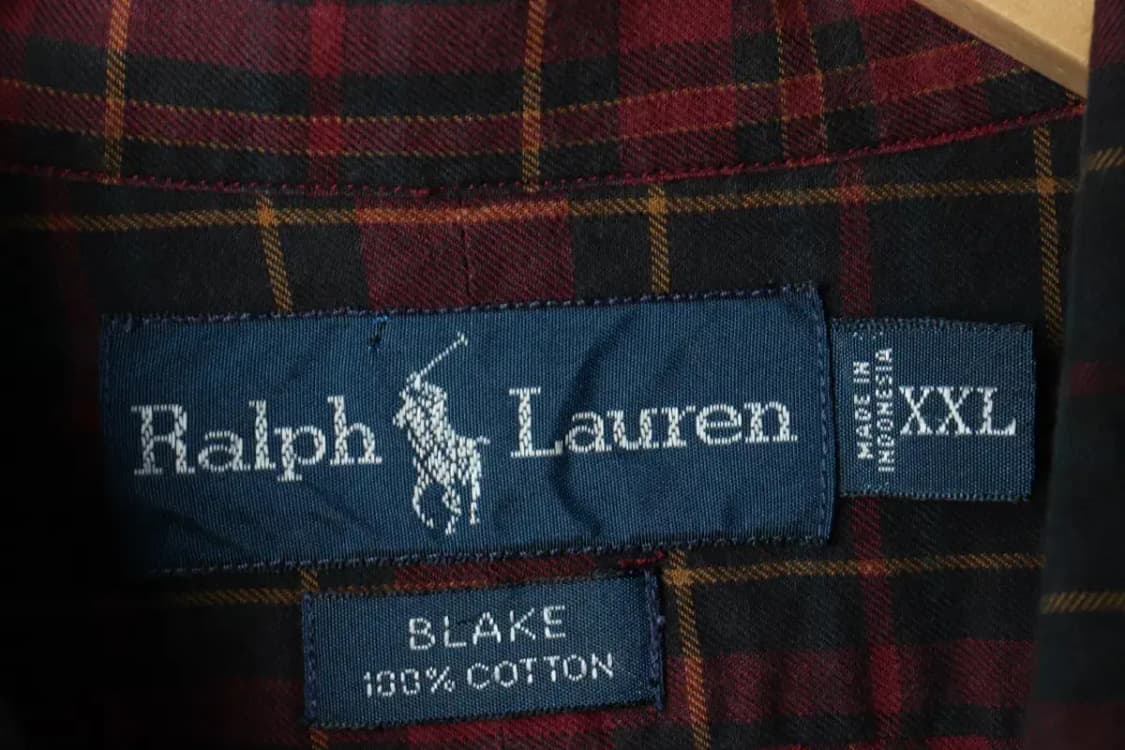 Ralph Lauren
MADE IN
INDONESIA
XXL
BLAKE
100% COTTON